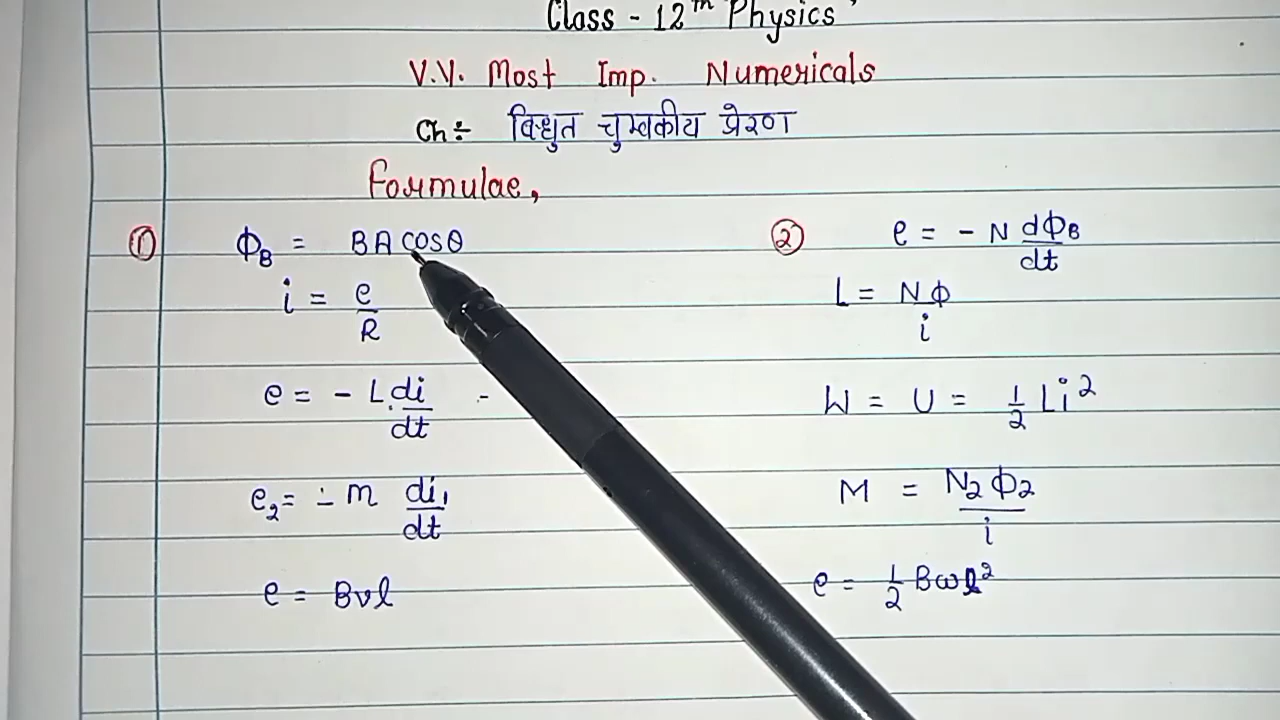 Class - 12th Physics
V.V. Most Imp. Numericals
Ch÷ विधुत चुम्बकीय प्रेरण
Formulae,
① ΦB = BA cosθ
i = e/R
e = - L.di/dt -
e2 = - m di1/dt
e = Bvl
② e = - N dΦB/dt
L = NΦ/i
W = U = 1/2 Li²
M = N2Φ2/i
e = 1/2 Bωl²